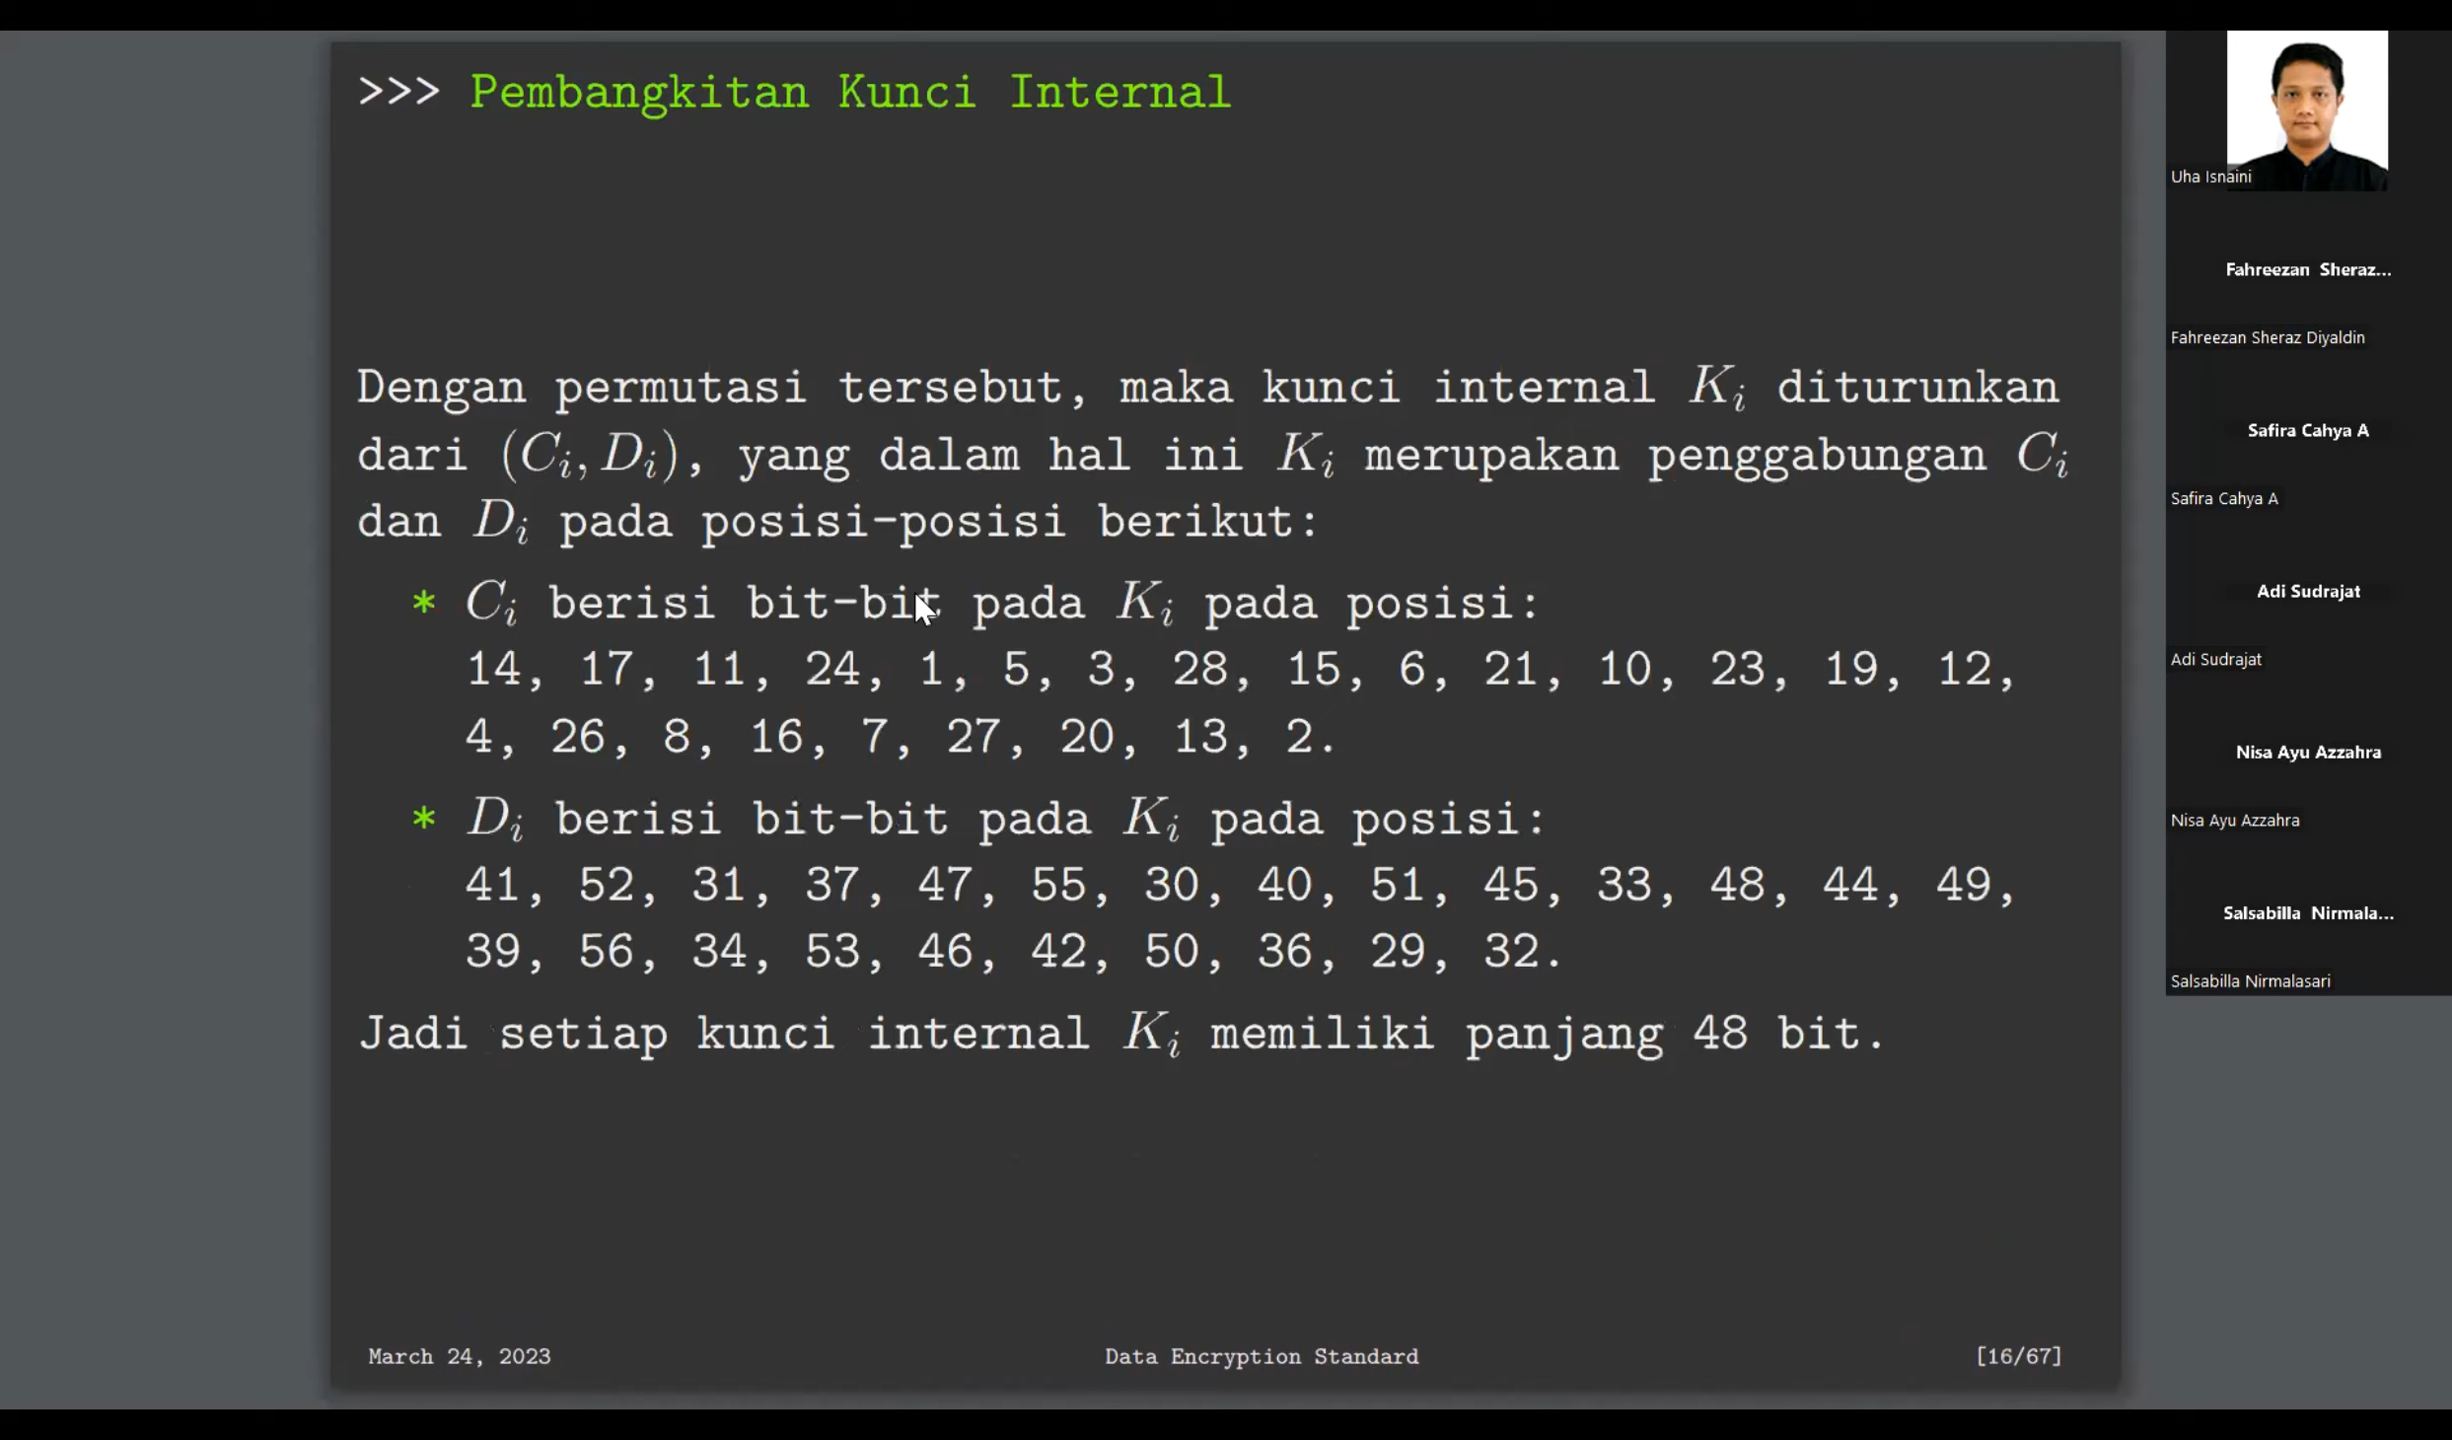 >>> Pembangkitan Kunci Internal
Dengan permutasi tersebut, maka kunci internal Kᵢ diturunkan
dari (Cᵢ, Dᵢ), yang dalam hal ini Kᵢ merupakan penggabungan Cᵢ
dan Dᵢ pada posisi-posisi berikut:
* Cᵢ berisi bit-bit pada Kᵢ pada posisi:
14, 17, 11, 24, 1, 5, 3, 28, 15, 6, 21, 10, 23, 19, 12,
4, 26, 8, 16, 7, 27, 20, 13, 2.
* Dᵢ berisi bit-bit pada Kᵢ pada posisi:
41, 52, 31, 37, 47, 55, 30, 40, 51, 45, 33, 48, 44, 49,
39, 56, 34, 53, 46, 42, 50, 36, 29, 32.
Jadi setiap kunci internal Kᵢ memiliki panjang 48 bit.
March 24, 2023
Data Encryption Standard
[16/67]
Uha Isnaini
Fahreezan Sheraz...
Fahreezan Sheraz Diyaldin
Safira Cahya A
Safira Cahya A
Adi Sudrajat
Adi Sudrajat
Nisa Ayu Azzahra
Nisa Ayu Azzahra
Salsabilla Nirmala...
Salsabilla Nirmalasari